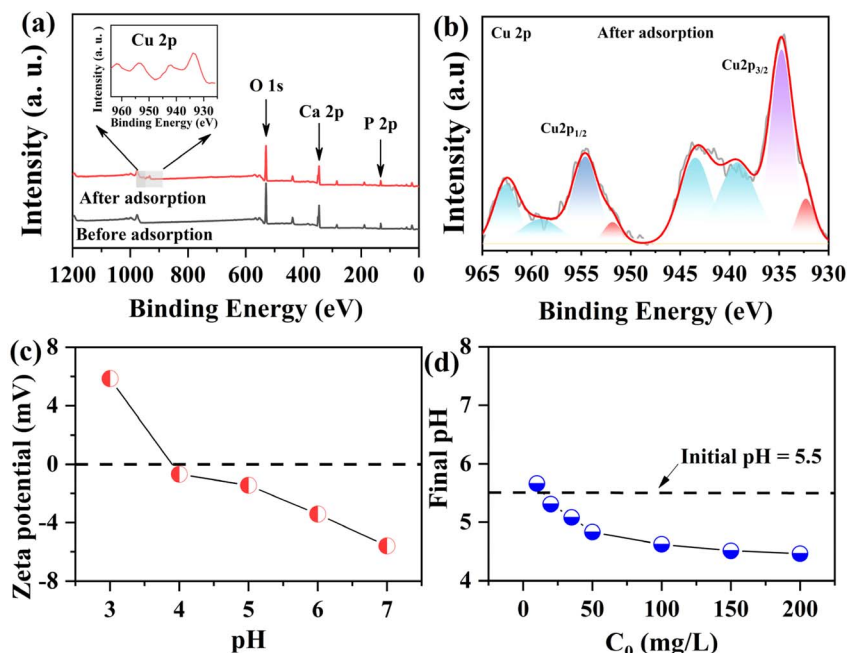 (a)
Cu 2p
Intensity (a. u.)
960 950 940 930
Binding Energy (eV)
O 1s
Ca 2p
P 2p
After adsorption
Before adsorption
Intensity (a. u.)
1200 1000 800 600 400 200 0
Binding Energy (eV)
(b)
Cu 2p
After adsorption
Cu2p3/2
Cu2p1/2
Intensity (a.u)
965 960 955 950 945 940 935 930
Binding Energy (eV)
(c)
Zeta potential (mV)
8
4
0
-4
-8
3 4 5 6 7
pH
(d)
Final pH
8
7
6
5
4
Initial pH = 5.5
0 50 100 150 200
C0 (mg/L)